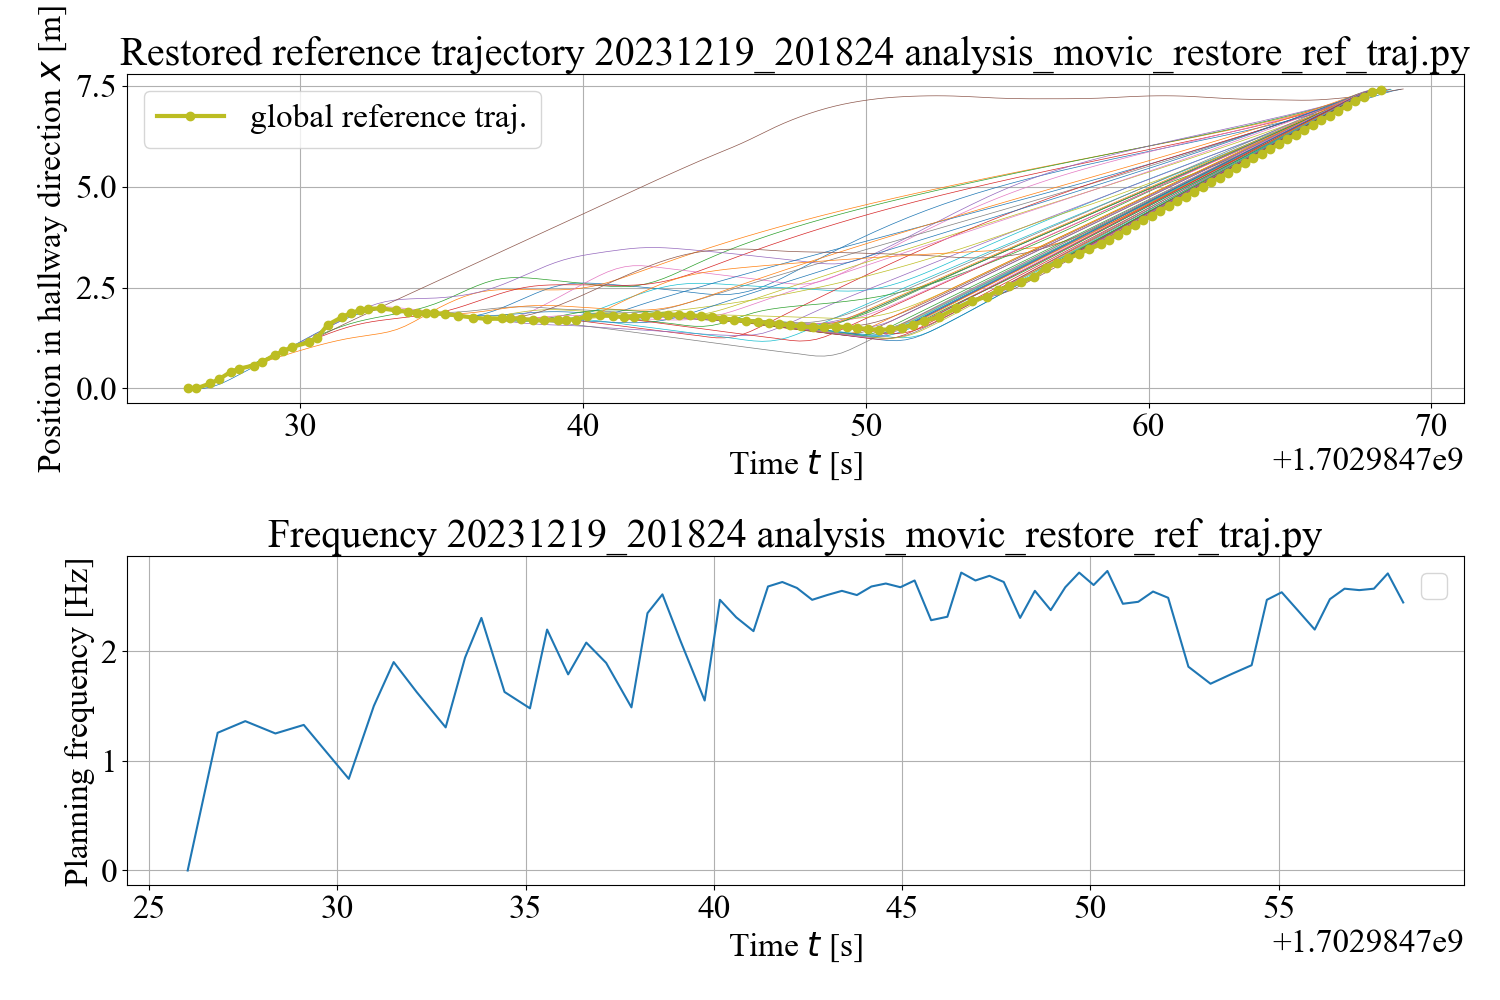 Restored reference trajectory 20231219_201824 analysis_movic_restore_ref_traj.py
Position in hallway direction x [m]
7.5
5.0
2.5
0.0
global reference traj.
30 40 50 60 70
Time t [s]
+1.7029847e9
Frequency 20231219_201824 analysis_movic_restore_ref_traj.py
Planning frequency [Hz]
2
1
0
25 30 35 40 45 50 55
Time t [s]
+1.7029847e9